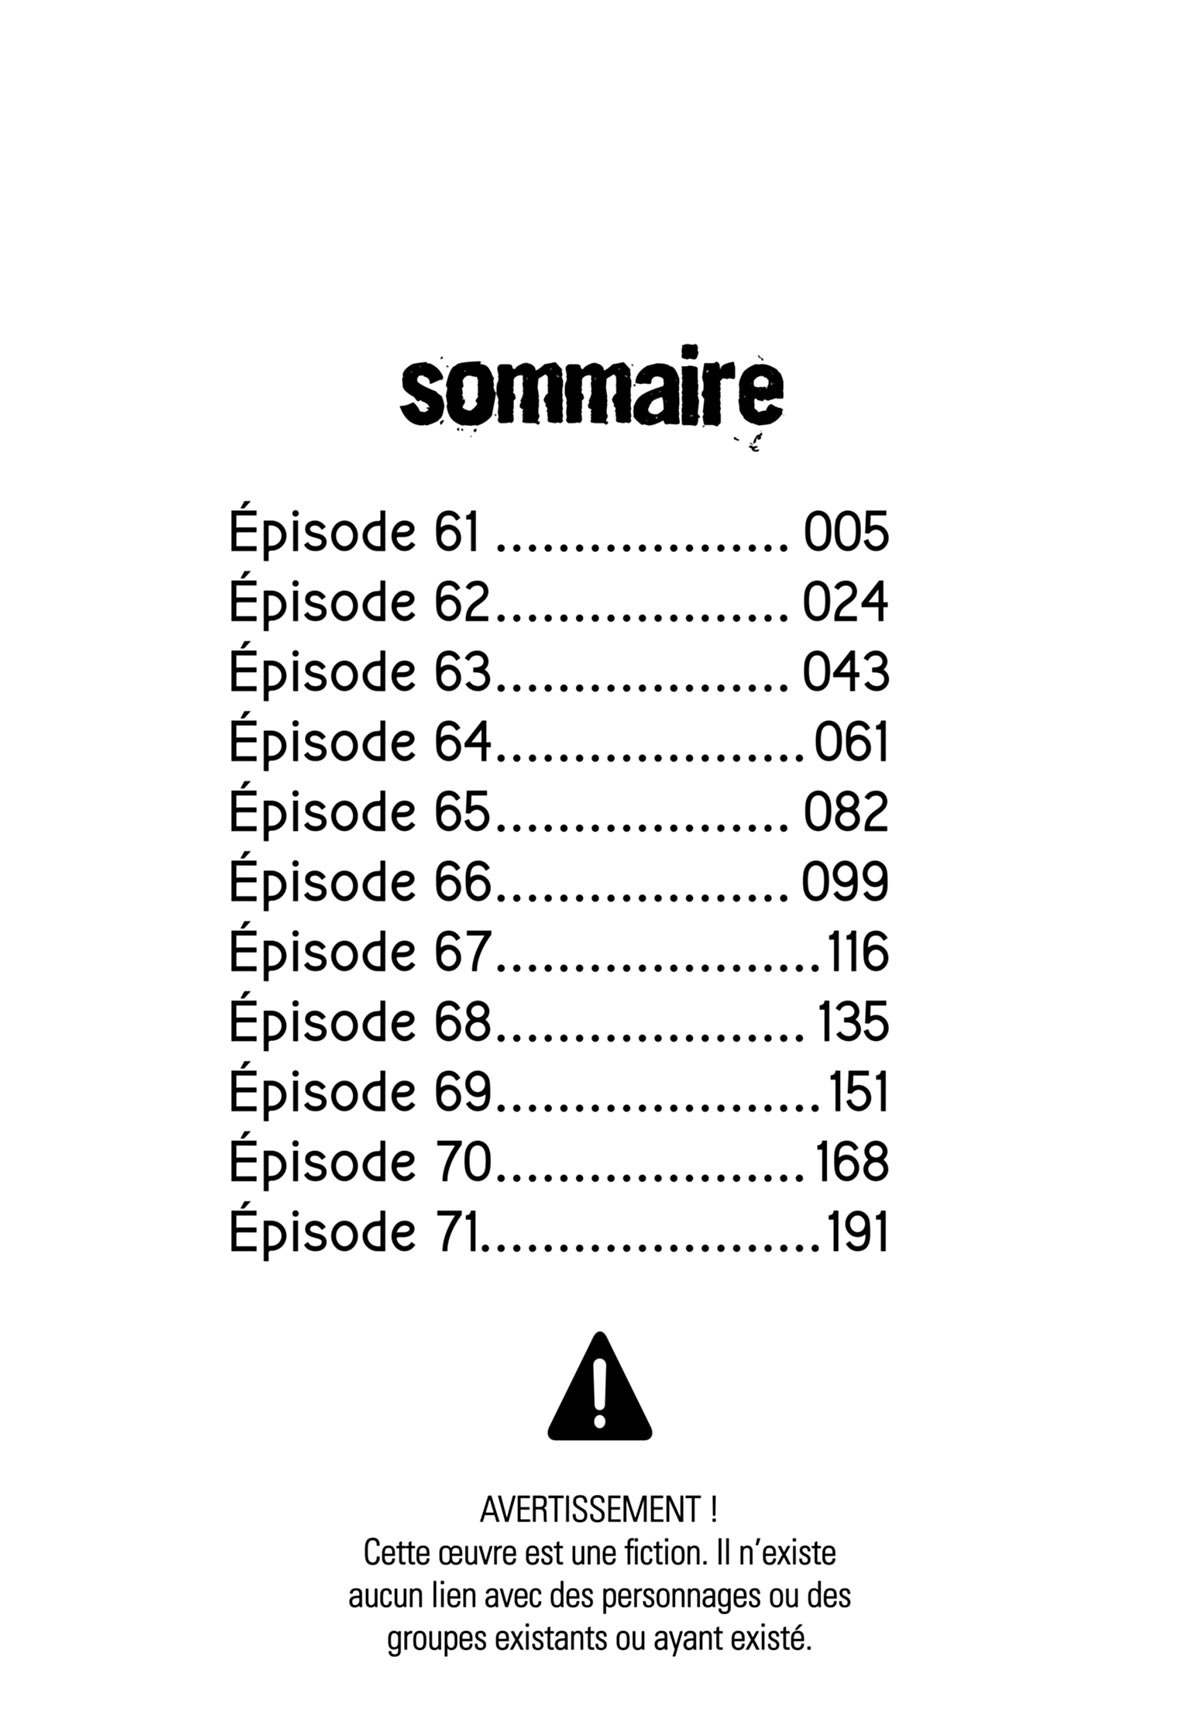 sommaire
Épisode 61 ................... 005
Épisode 62................... 024
Épisode 63................... 043
Épisode 64.................... 061
Épisode 65................... 082
Épisode 66................... 099
Épisode 67.....................116
Épisode 68.................... 135
Épisode 69.....................151
Épisode 70.................... 168
Épisode 71......................191
AVERTISSEMENT !
Cette œuvre est une fiction. Il n’existe
aucun lien avec des personnages ou des
groupes existants ou ayant existé.